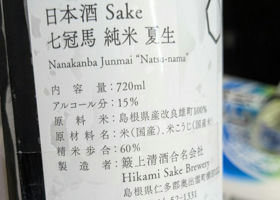 日本酒 Sake
七冠馬 純米 夏生
Nanakanba Junmai “Natsu-nama”
内容量：720ml
アルコール分：15%
原料米：島根県産改良雄町100%
原材料名：米(国産)、米こうじ(国産米)
精米歩合：60%
製造者：簸上清酒合名会社
Hikami Sake Brewery
島根県仁多郡奥出雲町横田
52-1331